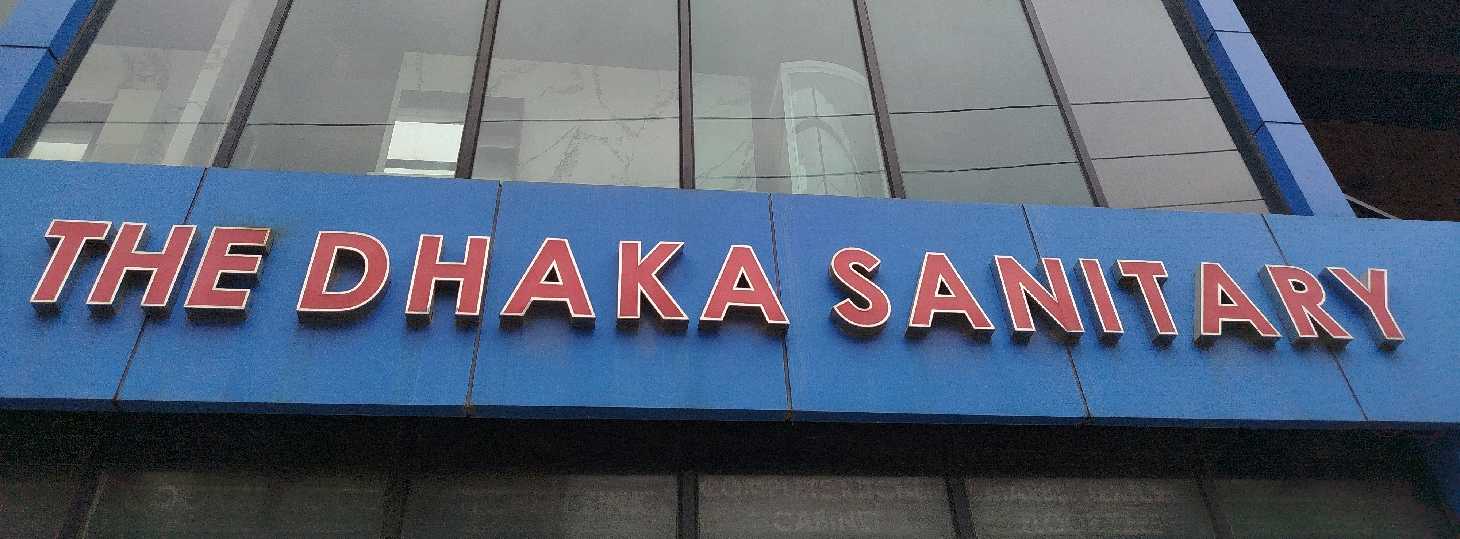 THE DHAKA SANITARY